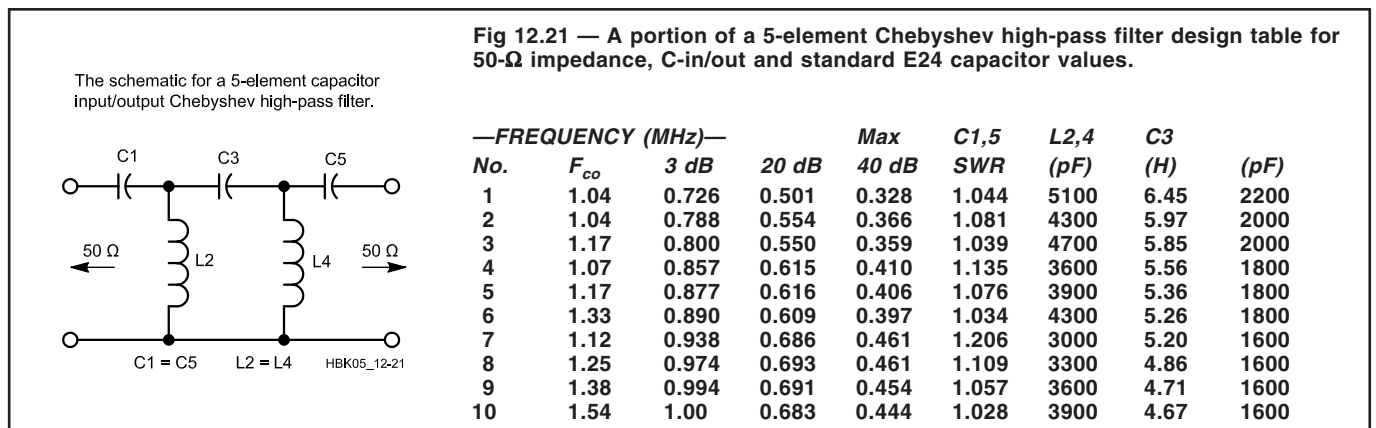 Fig 12.21 — A portion of a 5-element Chebyshev high-pass filter design table for
50-Ω impedance, C-in/out and standard E24 capacitor values.
The schematic for a 5-element capacitor
input/output Chebyshev high-pass filter.
C1 C3 C5
50 Ω L2 L4 50 Ω
C1 = C5 L2 = L4 HBK05_12-21
—FREQUENCY (MHz)— Max C1,5 L2,4 C3
No. Fco 3 dB 20 dB 40 dB SWR (pF) (H) (pF)
1 1.04 0.726 0.501 0.328 1.044 5100 6.45 2200
2 1.04 0.788 0.554 0.366 1.081 4300 5.97 2000
3 1.17 0.800 0.550 0.359 1.039 4700 5.85 2000
4 1.07 0.857 0.615 0.410 1.135 3600 5.56 1800
5 1.17 0.877 0.616 0.406 1.076 3900 5.36 1800
6 1.33 0.890 0.609 0.397 1.034 4300 5.26 1800
7 1.12 0.938 0.686 0.461 1.206 3000 5.20 1600
8 1.25 0.974 0.693 0.461 1.109 3300 4.86 1600
9 1.38 0.994 0.691 0.454 1.057 3600 4.71 1600
10 1.54 1.00 0.683 0.444 1.028 3900 4.67 1600